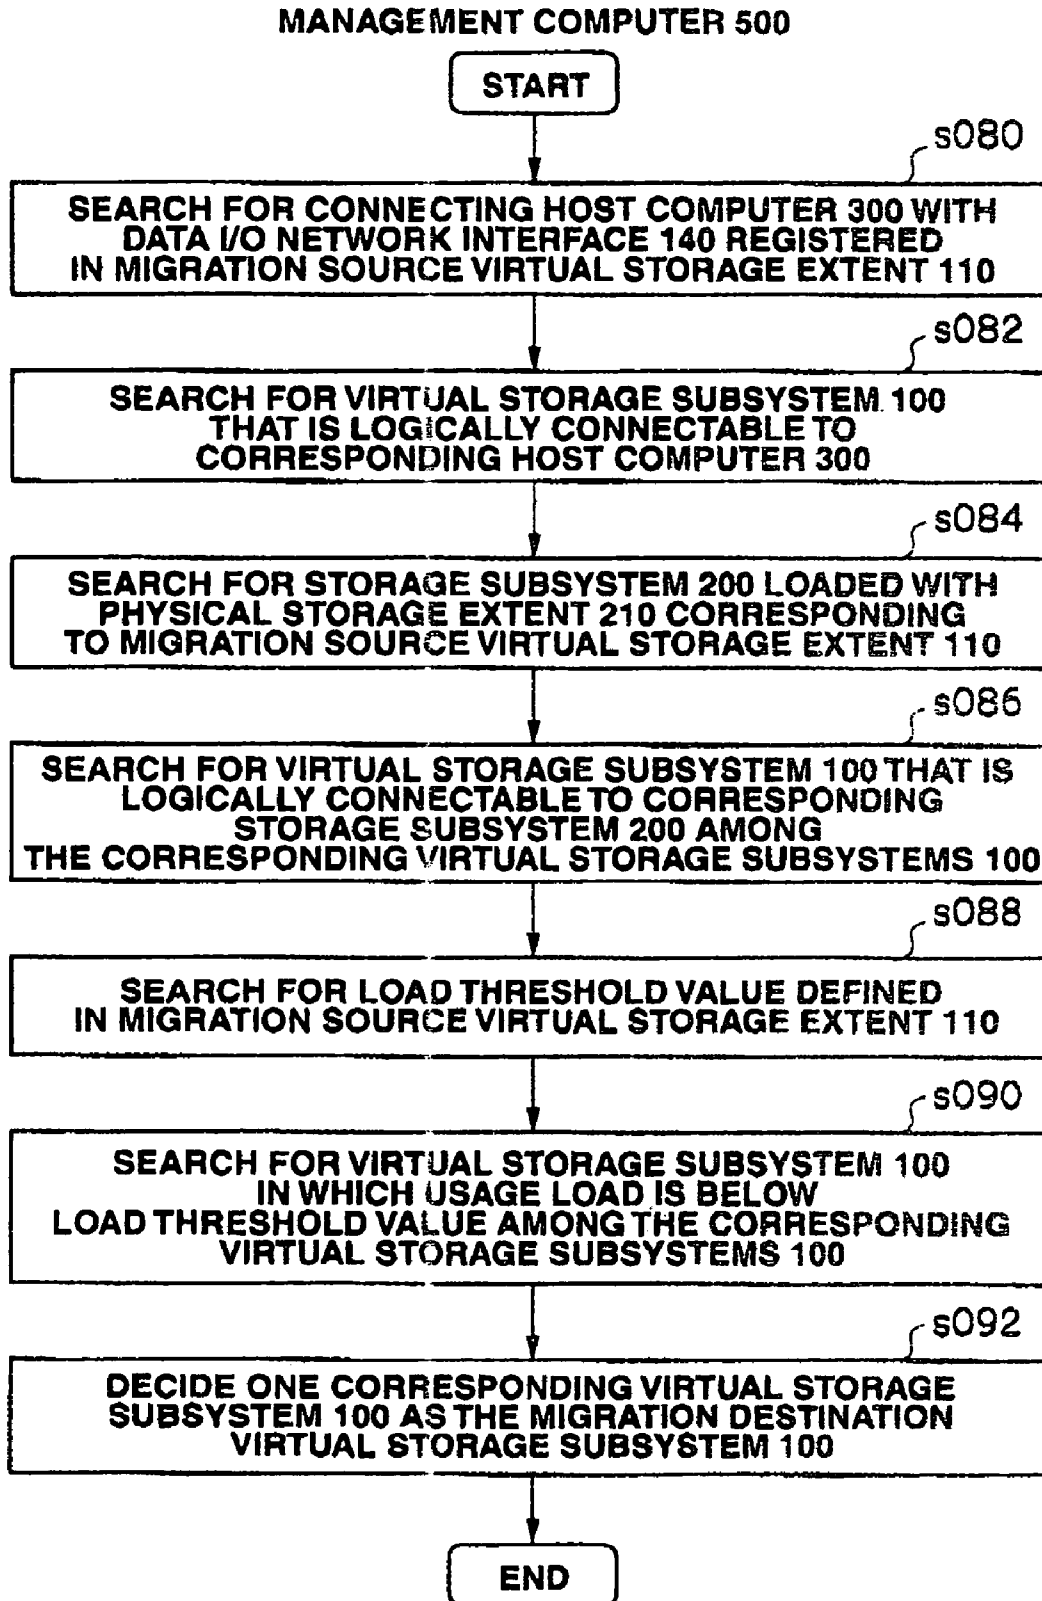 MANAGEMENT COMPUTER 500
START
s080
SEARCH FOR CONNECTING HOST COMPUTER 300 WITH
DATA I/O NETWORK INTERFACE 140 REGISTERED
IN MIGRATION SOURCE VIRTUAL STORAGE EXTENT 110
s082
SEARCH FOR VIRTUAL STORAGE SUBSYSTEM 100
THAT IS LOGICALLY CONNECTABLE TO
CORRESPONDING HOST COMPUTER 300
s084
SEARCH FOR STORAGE SUBSYSTEM 200 LOADED WITH
PHYSICAL STORAGE EXTENT 210 CORRESPONDING
TO MIGRATION SOURCE VIRTUAL STORAGE EXTENT 110
s086
SEARCH FOR VIRTUAL STORAGE SUBSYSTEM 100 THAT IS
LOGICALLY CONNECTABLE TO CORRESPONDING
STORAGE SUBSYSTEM 200 AMONG
THE CORRESPONDING VIRTUAL STORAGE SUBSYSTEMS 100
s088
SEARCH FOR LOAD THRESHOLD VALUE DEFINED
IN MIGRATION SOURCE VIRTUAL STORAGE EXTENT 110
s090
SEARCH FOR VIRTUAL STORAGE SUBSYSTEM 100
IN WHICH USAGE LOAD IS BELOW
LOAD THRESHOLD VALUE AMONG THE CORRESPONDING
VIRTUAL STORAGE SUBSYSTEMS 100
s092
DECIDE ONE CORRESPONDING VIRTUAL STORAGE
SUBSYSTEM 100 AS THE MIGRATION DESTINATION
VIRTUAL STORAGE SUBSYSTEM 100
END